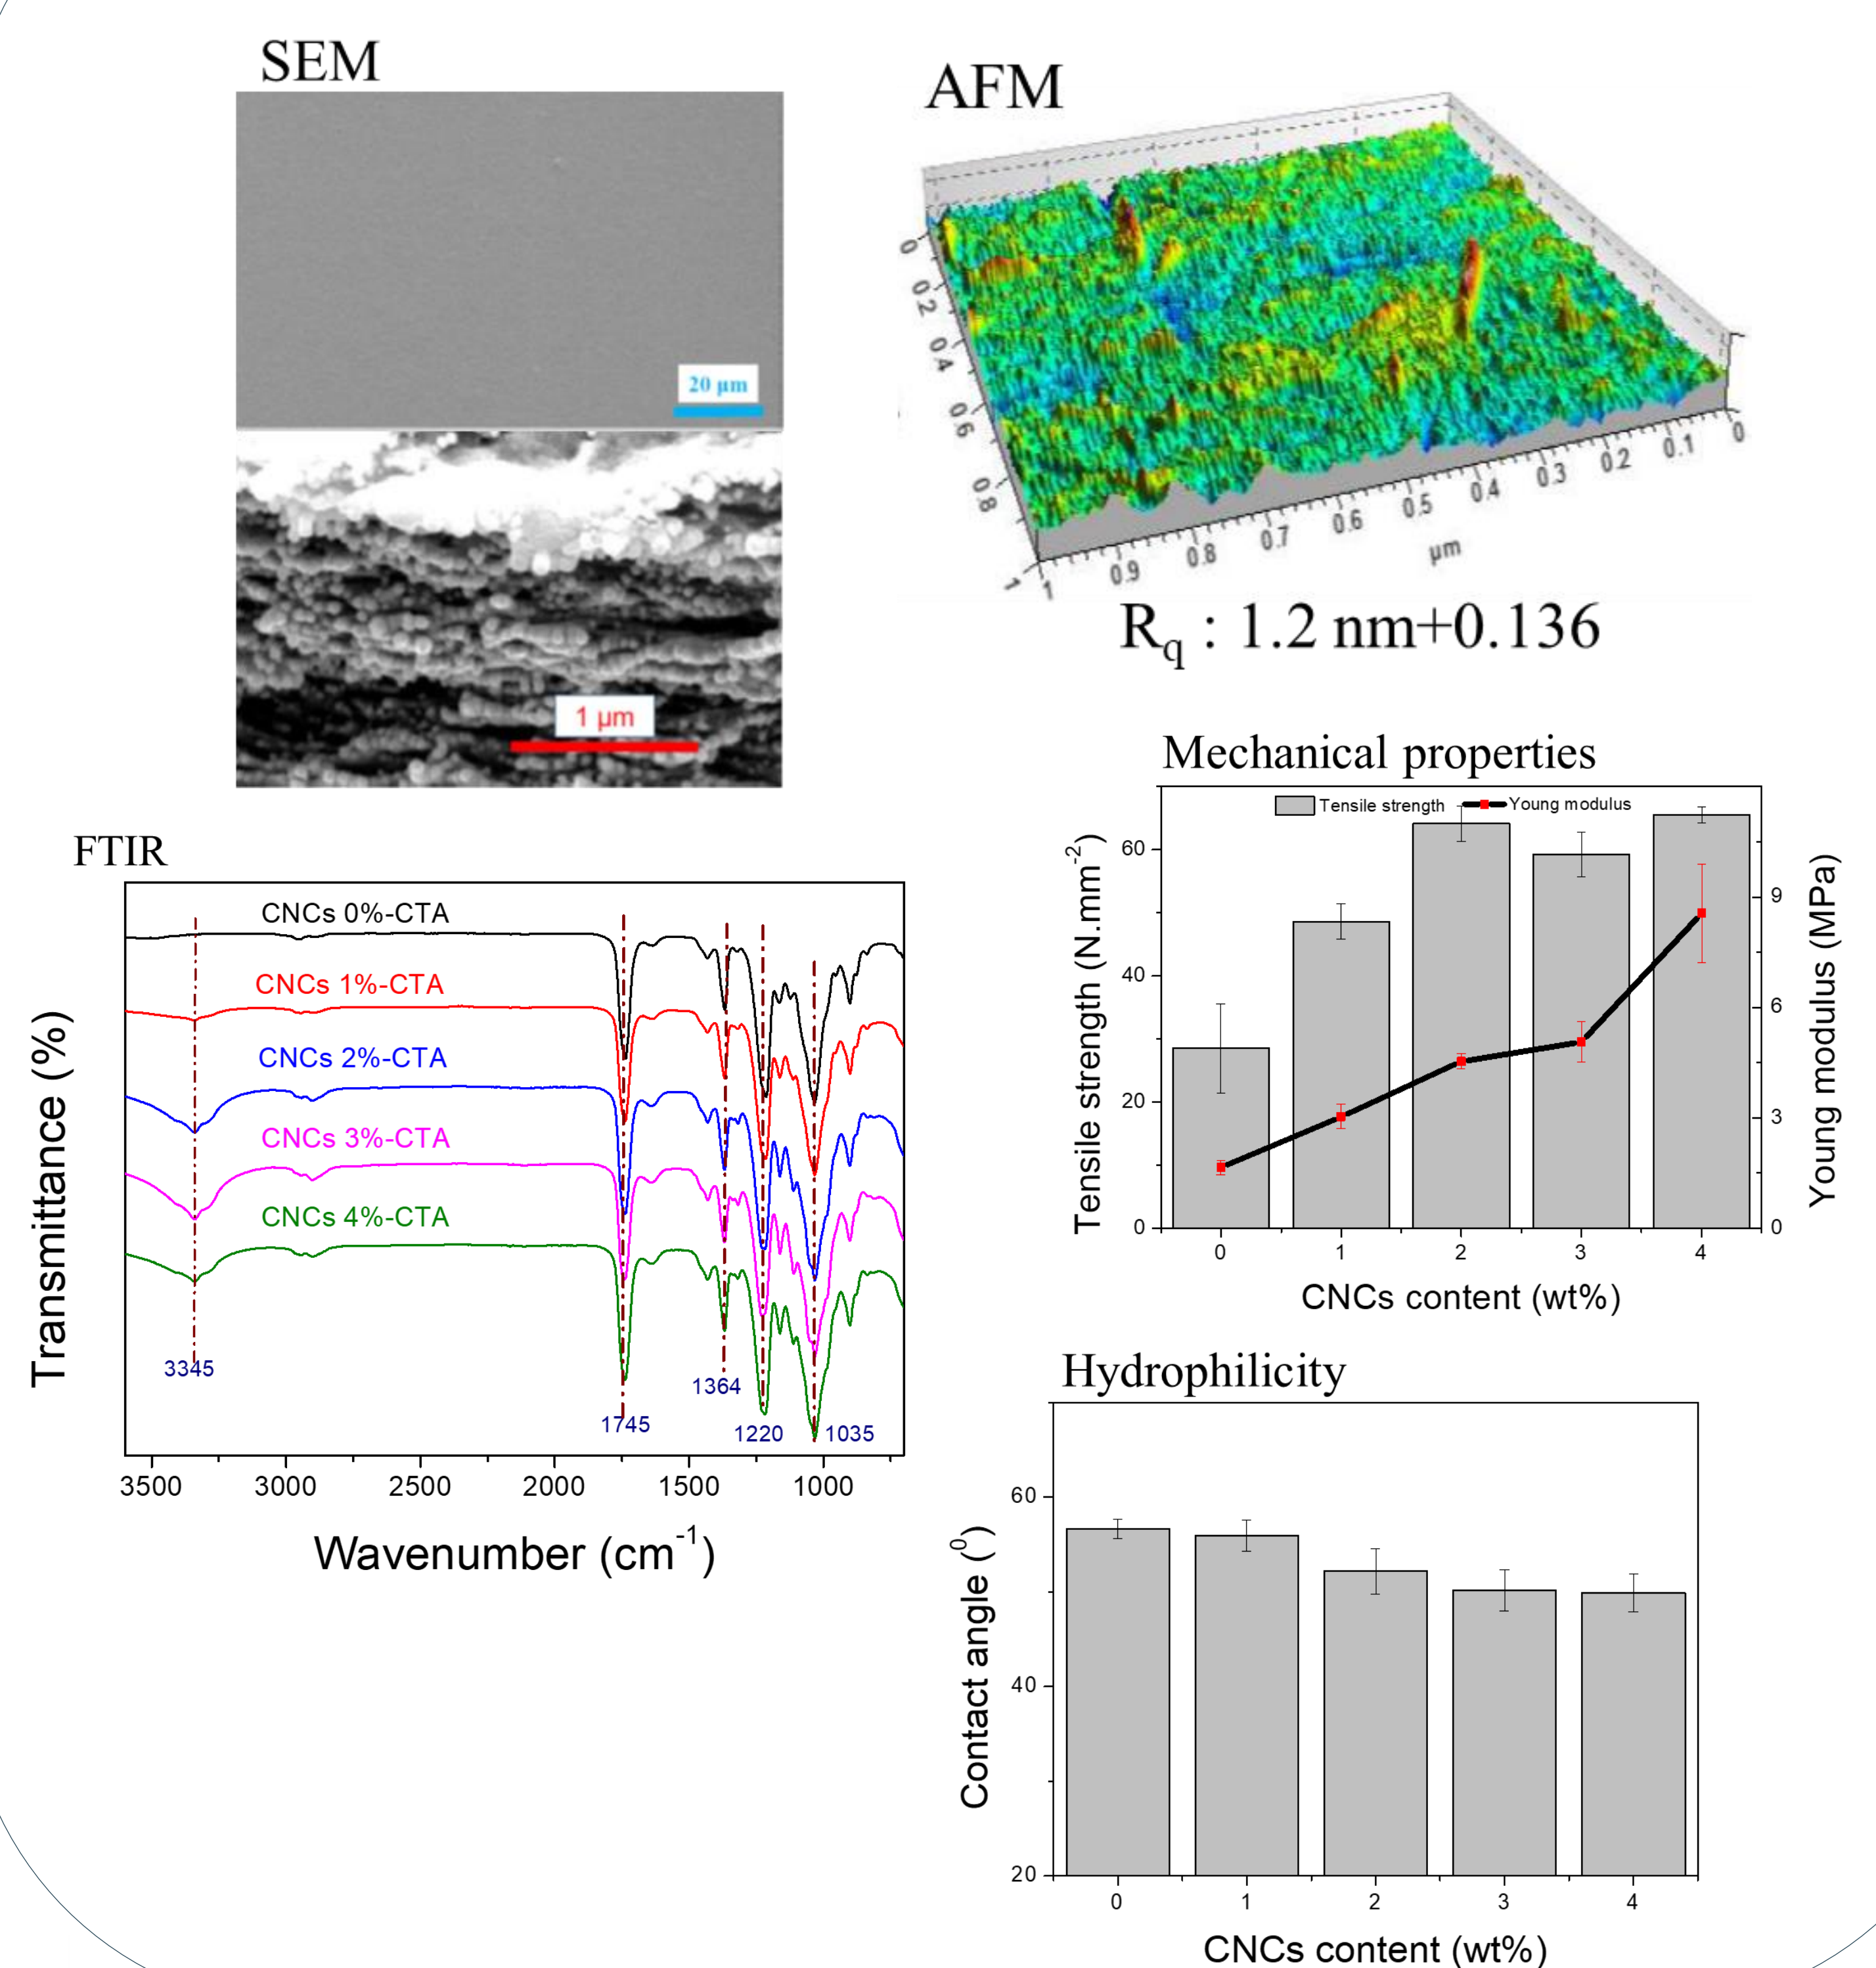 SEM
20 µm
1 µm
AFM
0
0.2
0.4
0.6
0.8
1
1
0.9
0.8
0.7
0.6
0.5
0.4
0.3
0.2
0.1
0
µm
Rq : 1.2 nm+0.136
FTIR
CNCs 0%-CTA
CNCs 1%-CTA
CNCs 2%-CTA
CNCs 3%-CTA
CNCs 4%-CTA
3345
1745
1364
1220
1035
Transmittance (%)
3500 3000 2500 2000 1500 1000
Wavenumber (cm-1)
Mechanical properties
Tensile strength
Young modulus
Tensile strength (N.mm-2)
60
40
20
0
9
6
3
0
Young modulus (MPa)
0 1 2 3 4
CNCs content (wt%)
Hydrophilicity
Contact angle (0)
60
40
20
0 1 2 3 4
CNCs content (wt%)